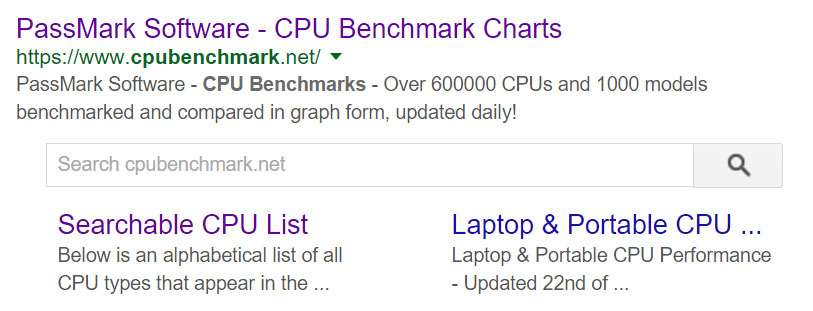 PassMark Software - CPU Benchmark Charts
https://www.cpubenchmark.net/
PassMark Software - CPU Benchmarks - Over 600000 CPUs and 1000 models
benchmarked and compared in graph form, updated daily!
Search cpubenchmark.net
Searchable CPU List
Below is an alphabetical list of all
CPU types that appear in the ...
Laptop & Portable CPU ...
Laptop & Portable CPU Performance
- Updated 22nd of ...